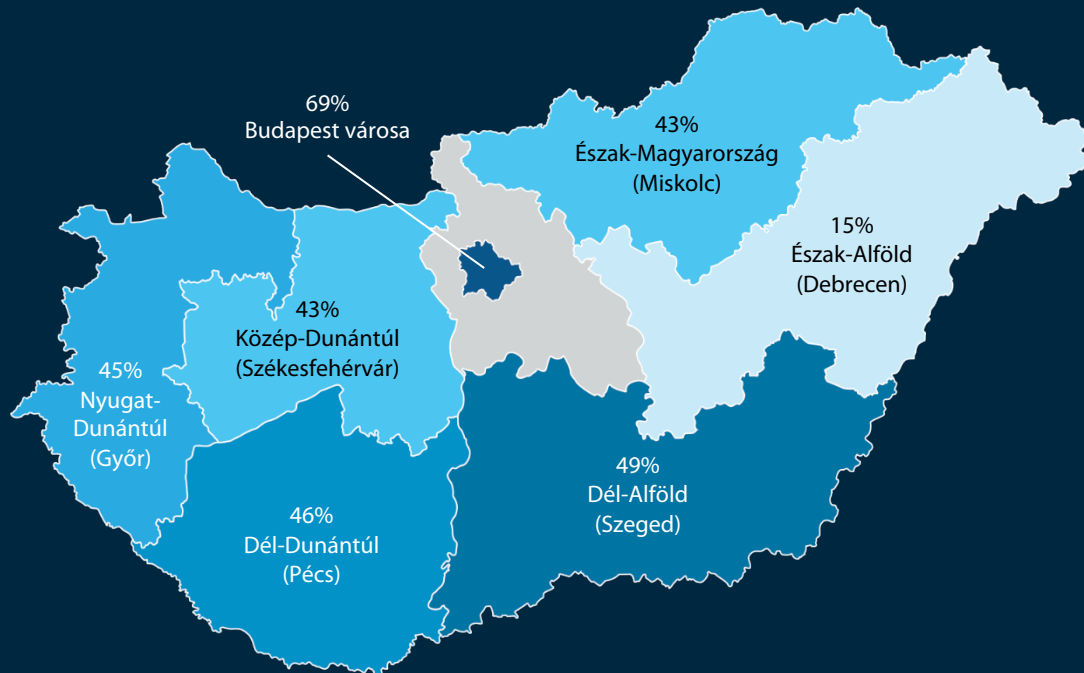 69%
Budapest városa
43%
Észak-Magyarország
(Miskolc)
15%
Észak-Alföld
(Debrecen)
43%
Közép-Dunántúl
(Székesfehérvár)
45%
Nyugat-
Dunántúl
(Győr)
49%
Dél-Alföld
(Szeged)
46%
Dél-Dunántúl
(Pécs)